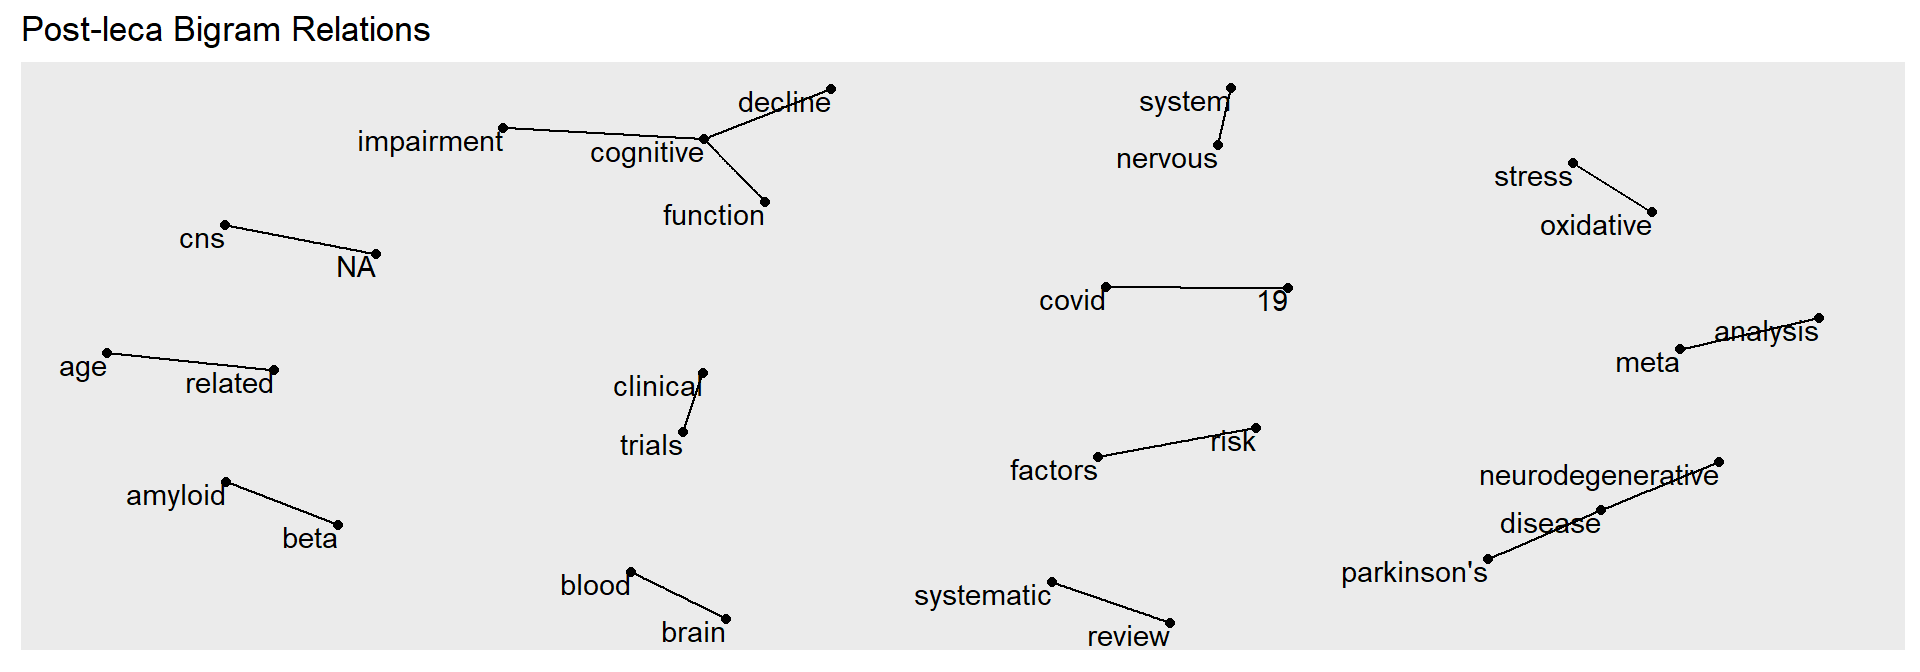 Post-leca Bigram Relations
decline
system
impairment
cognitive
nervous
stress
function
oxidative
cns
NA
covid
19
analysis
meta
age
related
clinical
trials
risk
factors
neurodegenerative
amyloid
disease
beta
parkinson's
blood
systematic
brain
review